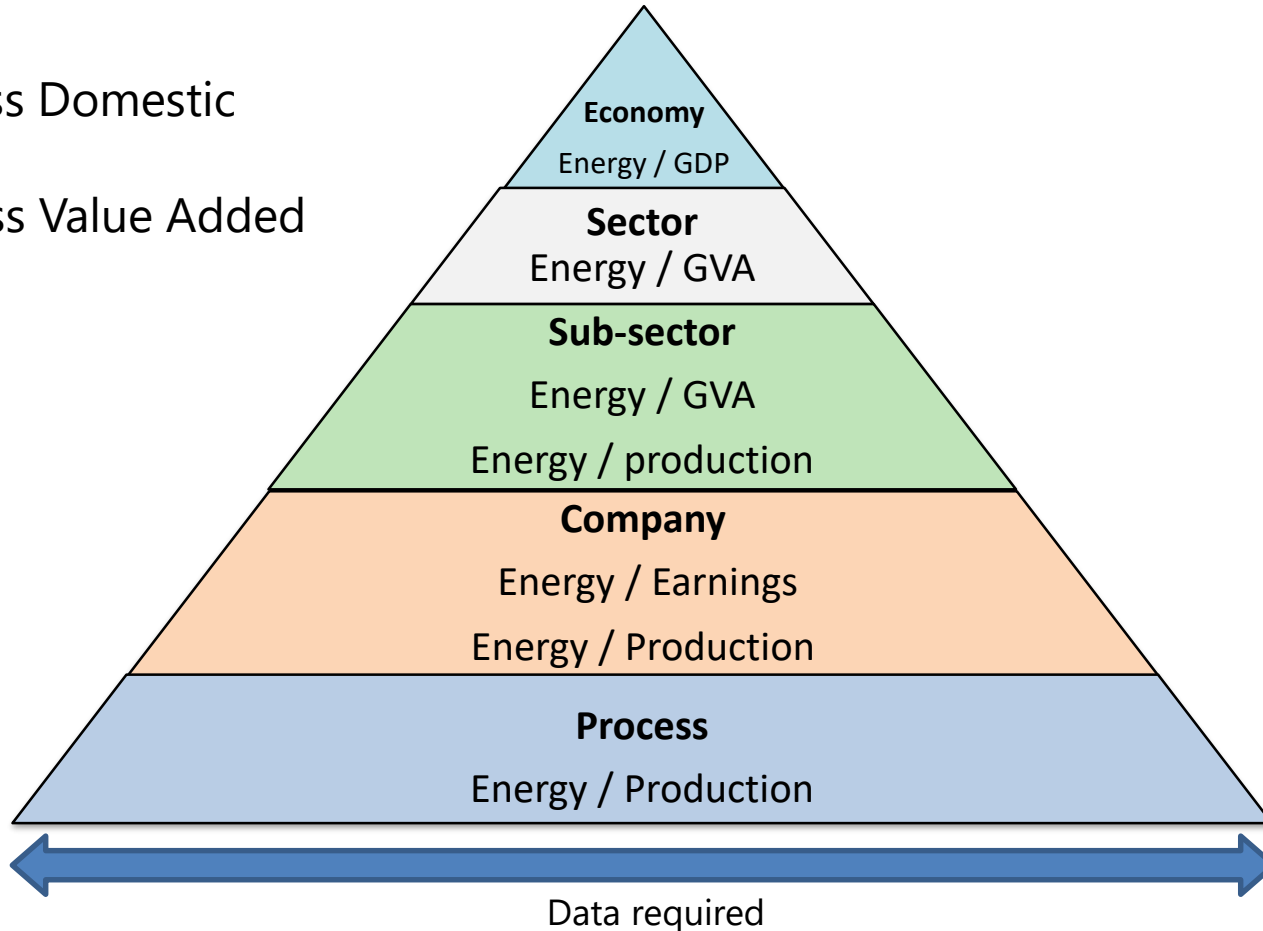 ss Domestic
ss Value Added
Economy
Energy / GDP
Sector
Energy / GVA
Sub-sector
Energy / GVA
Energy / production
Company
Energy / Earnings
Energy / Production
Process
Energy / Production
Data required